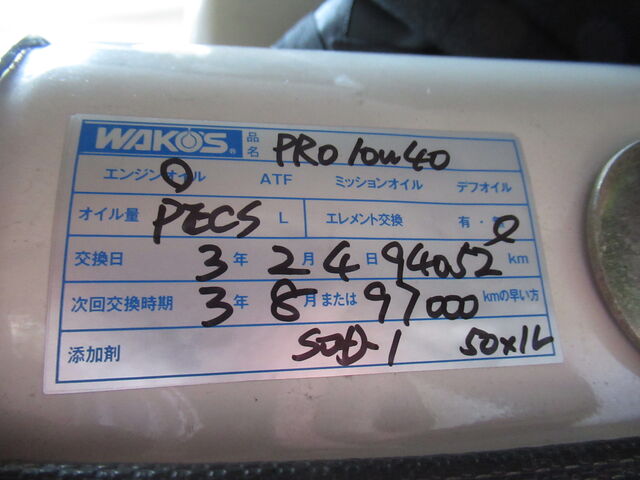 WAKO'S® 品名 PRO 10w40
エンジンオイル ATF ミッションオイル デフオイル
オイル量 PECS L エレメント交換 有・無
交換日 3年 2月 4日 94052 km
次回交換時期 3年 8月または 97000 kmの早い方
添加剤 SOD-1 50×1L